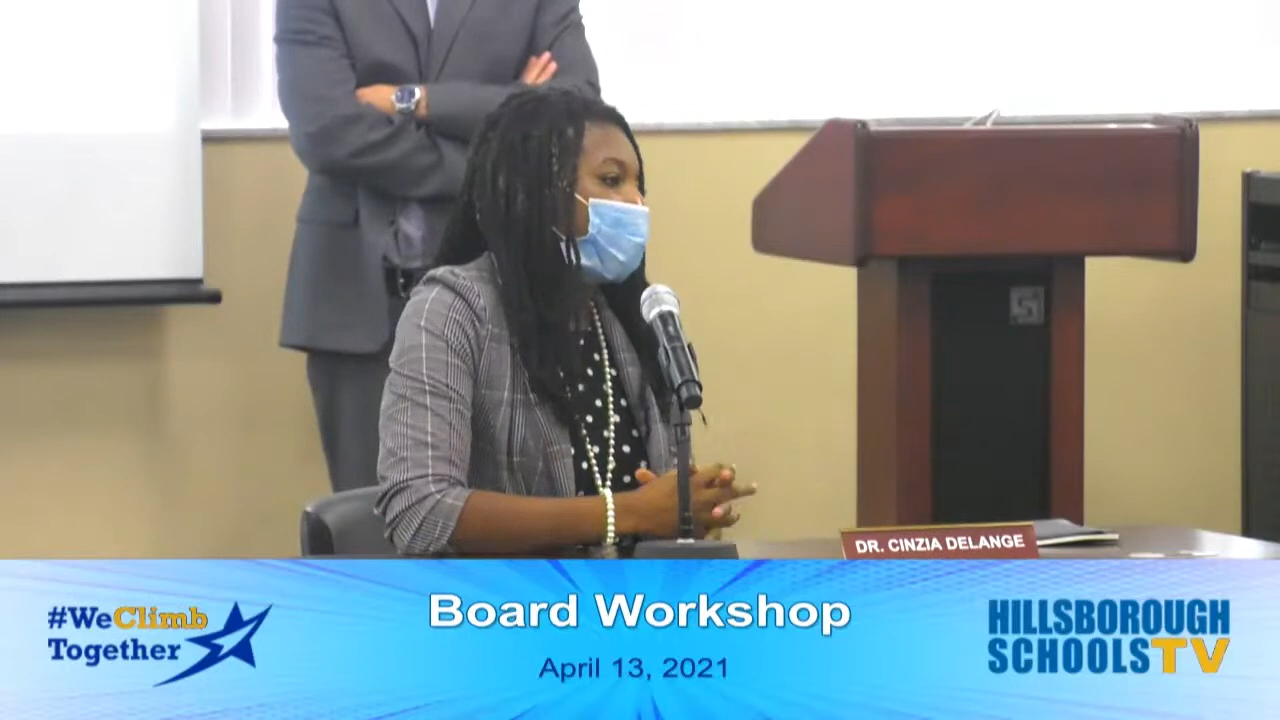 DR. CINZIA DELANGE
#WeClimb
Together
Board Workshop
April 13, 2021
HILLSBOROUGH
SCHOOLSTV